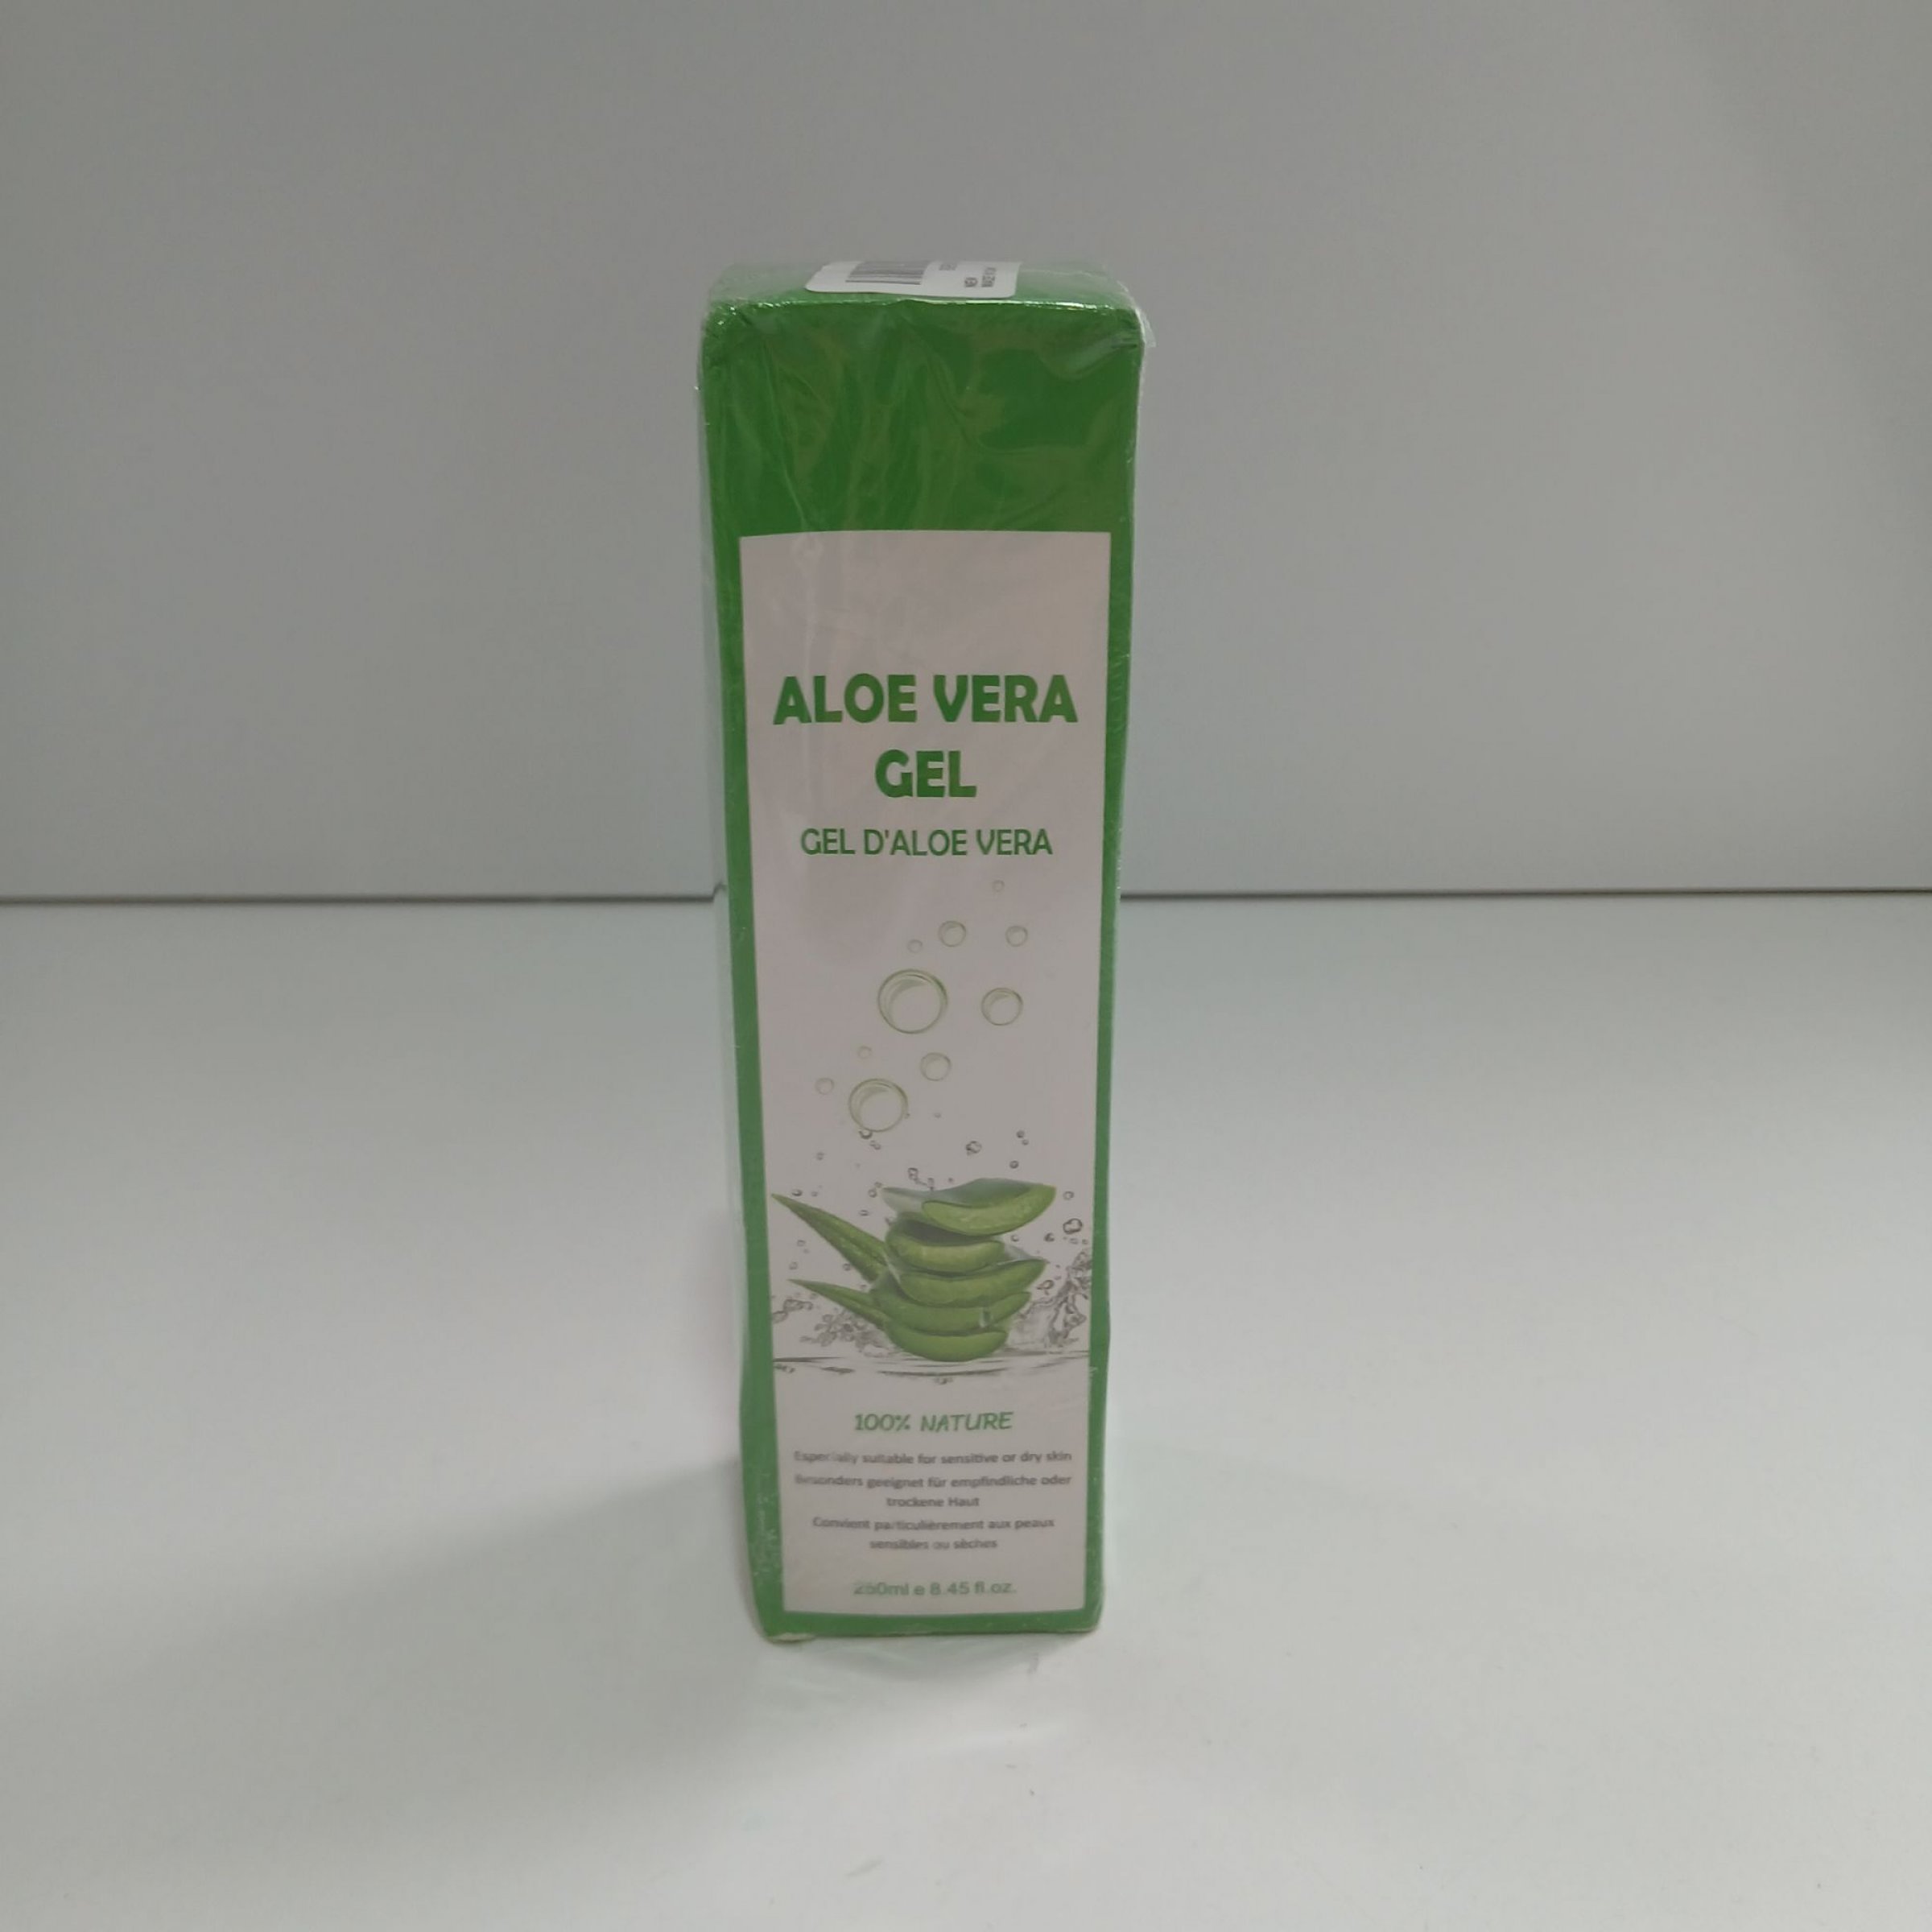 NEW
ALOE VERA
GEL
GEL D'ALOE VERA
100% NATURE
Especially suitable for sensitive or dry skin
Besonders geeignet für empfindliche oder
trockene Haut
Convient particulièrement aux peaux
sensibles ou sèches
250ml e 8.45 fl.oz.